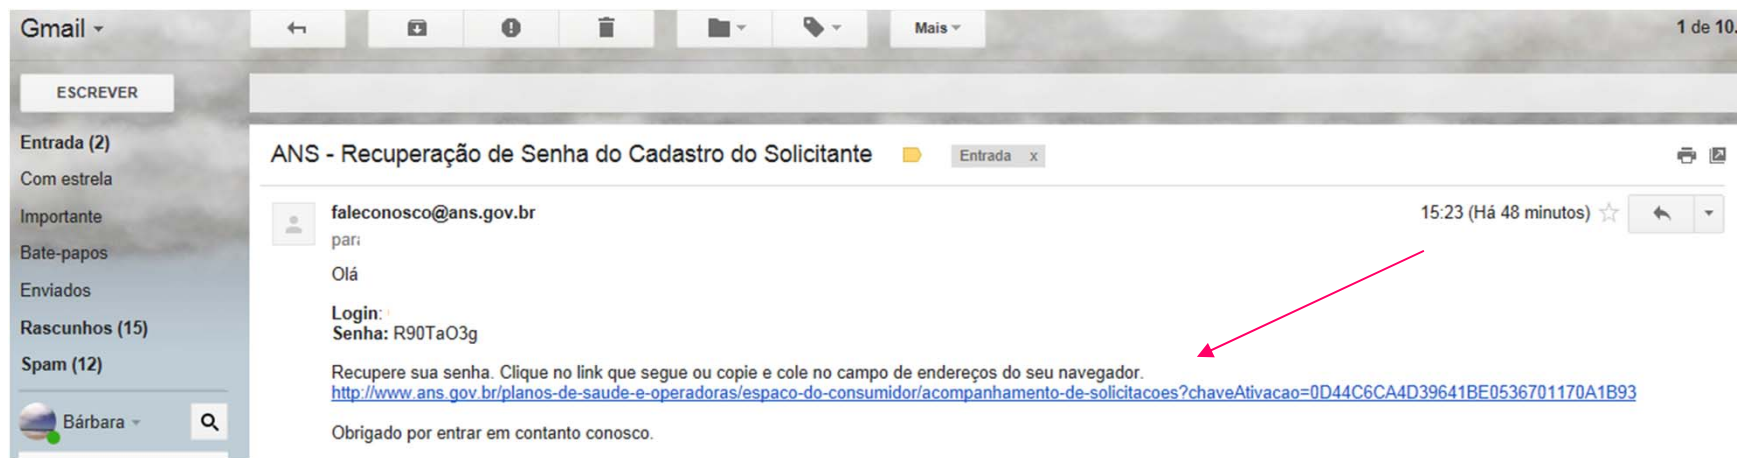 Gmail
Mais
1 de 10.
ESCREVER
Entrada (2)
Com estrela
Importante
Bate-papos
Enviados
Rascunhos (15)
Spam (12)
Bárbara
ANS - Recuperação de Senha do Cadastro do Solicitante
Entrada x
faleconosco@ans.gov.br
15:23 (Há 48 minutos)
para
Olá
Login:
Senha: R90TaO3g
Recupere sua senha. Clique no link que segue ou copie e cole no campo de endereços do seu navegador.
http://www.ans.gov.br/planos-de-saude-e-operadoras/espaco-do-consumidor/acompanhamento-de-solicitacoes?chaveAtivacao=0D44C6CA4D39641BE0536701170A1B93
Obrigado por entrar em contanto conosco.